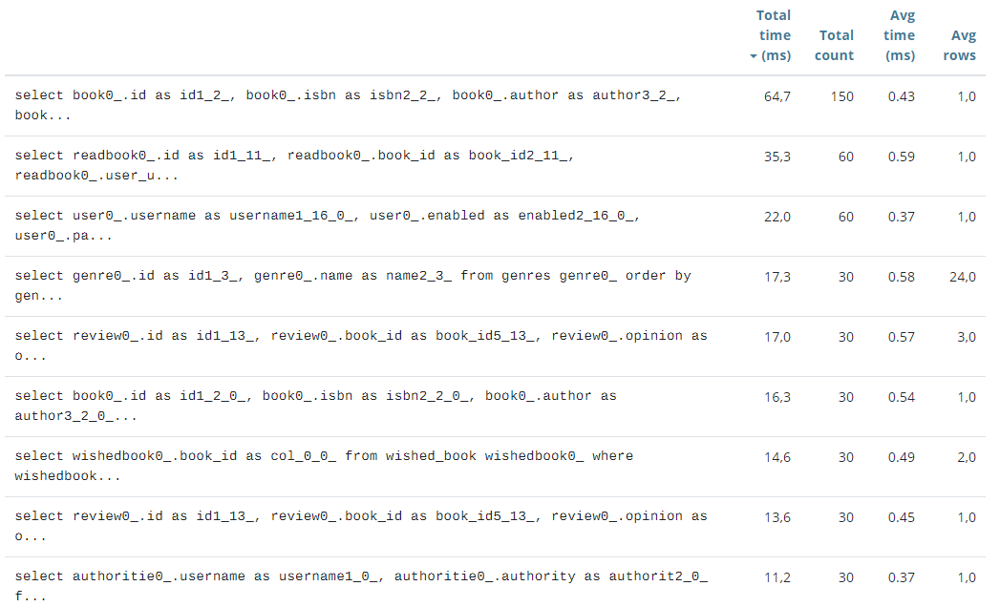 Total time (ms) Total count Avg time (ms) Avg rows
select book0_.id as id1_2_, book0_.isbn as isbn2_2_, book0_.author as author3_2_, 64,7 150 0.43 1,0
book...
select readbook0_.id as id1_11_, readbook0_.book_id as book_id2_11_, 35,3 60 0.59 1,0
readbook0_.user_u...
select user0_.username as username1_16_0_, user0_.enabled as enabled2_16_0_, 22,0 60 0.37 1,0
user0_.pa...
select genre0_.id as id1_3_, genre0_.name as name2_3_ from genres genre0_ order by 17,3 30 0.58 24,0
gen...
select review0_.id as id1_13_, review0_.book_id as book_id5_13_, review0_.opinion as 17,0 30 0.57 3,0
o...
select book0_.id as id1_2_0_, book0_.isbn as isbn2_2_0_, book0_.author as 16,3 30 0.54 1,0
author3_2_0_...
select wishedbook0_.book_id as col_0_0_ from wished_book wishedbook0_ where 14,6 30 0.49 2,0
wishedbook...
select review0_.id as id1_13_, review0_.book_id as book_id5_13_, review0_.opinion as 13,6 30 0.45 1,0
o...
select authoritie0_.username as username1_0_, authoritie0_.authority as authorit2_0_ 11,2 30 0.37 1,0
f...